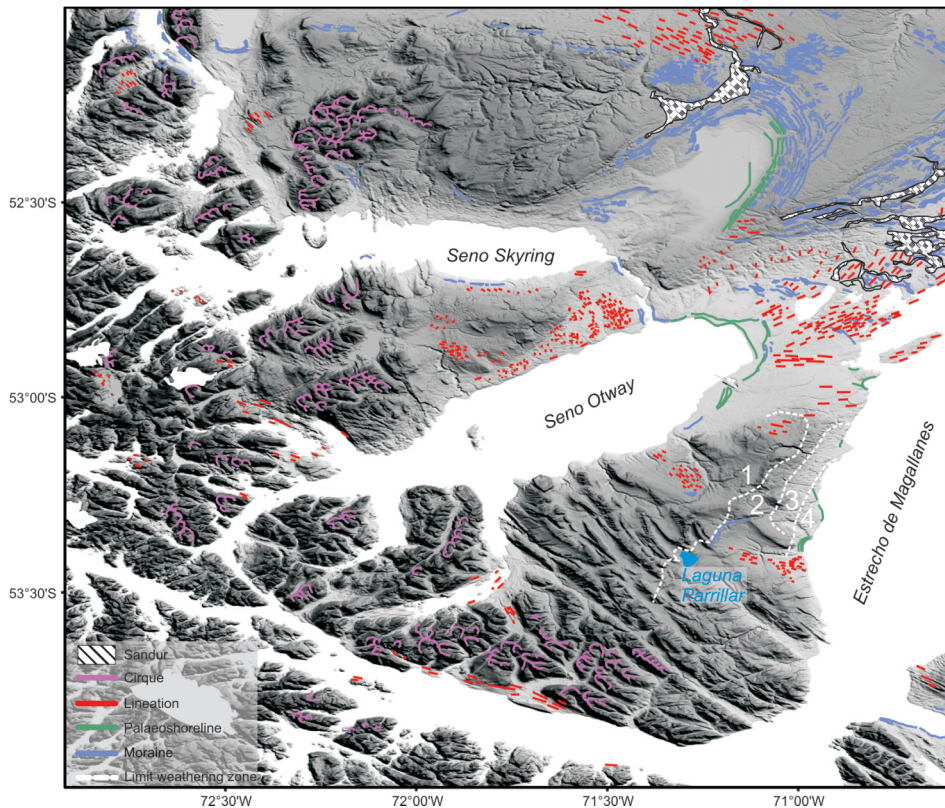 52°30'S
Seno Skyring
53°00'S
Seno Otway
Estrecho de Magallanes
1
2
3
4
53°30'S
Laguna
Parrillar
Sandur
Cirque
Lineation
Palaeoshoreline
Moraine
Limit weathering zone
72°30'W
72°00'W
71°30'W
71°00'W